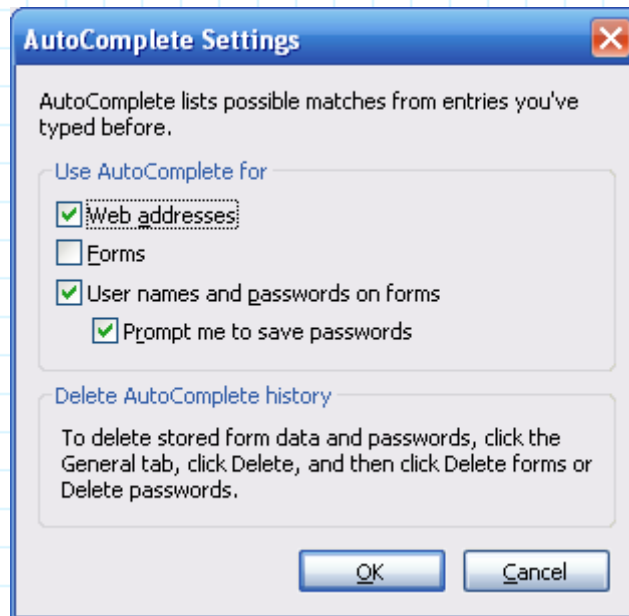 AutoComplete Settings
AutoComplete lists possible matches from entries you've
typed before.
Use AutoComplete for
Web addresses
Forms
User names and passwords on forms
Prompt me to save passwords
Delete AutoComplete history
To delete stored form data and passwords, click the
General tab, click Delete, and then click Delete forms or
Delete passwords.
OK
Cancel